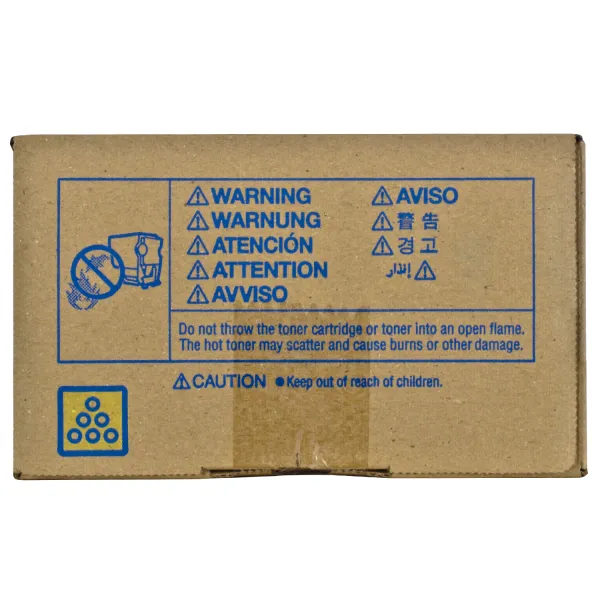 ⚠WARNING
⚠WARNUNG
⚠ATENCIÓN
⚠ATTENTION
⚠AVVISO
⚠AVISO
⚠警告
⚠경고
⚠إنذار
Do not throw the toner cartridge or toner into an open flame.
The hot toner may scatter and cause burns or other damage.
⚠CAUTION ●Keep out of reach of children.